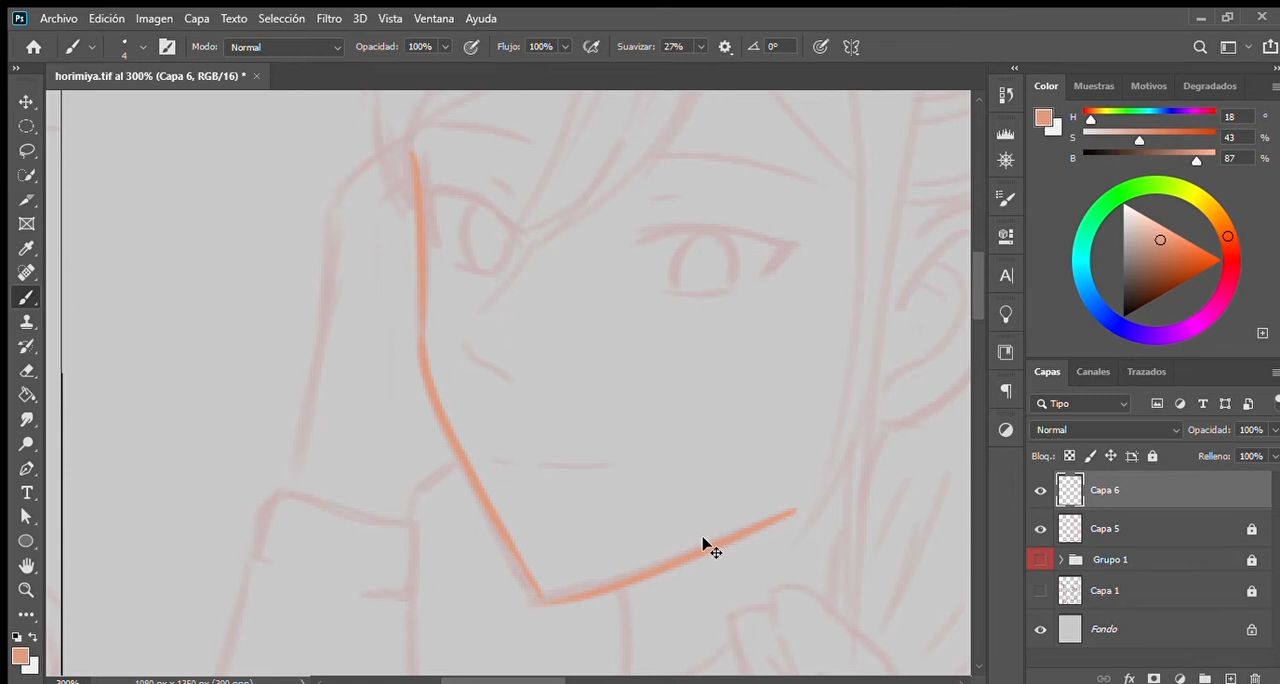 Ps Archivo Edición Imagen Capa Texto Selección Filtro 3D Vista Ventana Ayuda
4 Modo: Normal Opacidad: 100% Flujo: 100% Suavizar: 27% 0°
horimiya.tif al 300% (Capa 6, RGB/16) *
Color Muestras Motivos Degradados
H 18 °
S 43 %
B 87 %
Capas Canales Trazados
Tipo
Normal Opacidad: 100%
Bloq.: Relleno: 100%
Capa 6
Capa 5
Grupo 1
Capa 1
Fondo
fx
300% 1080 px x 1350 px (300 ppp)